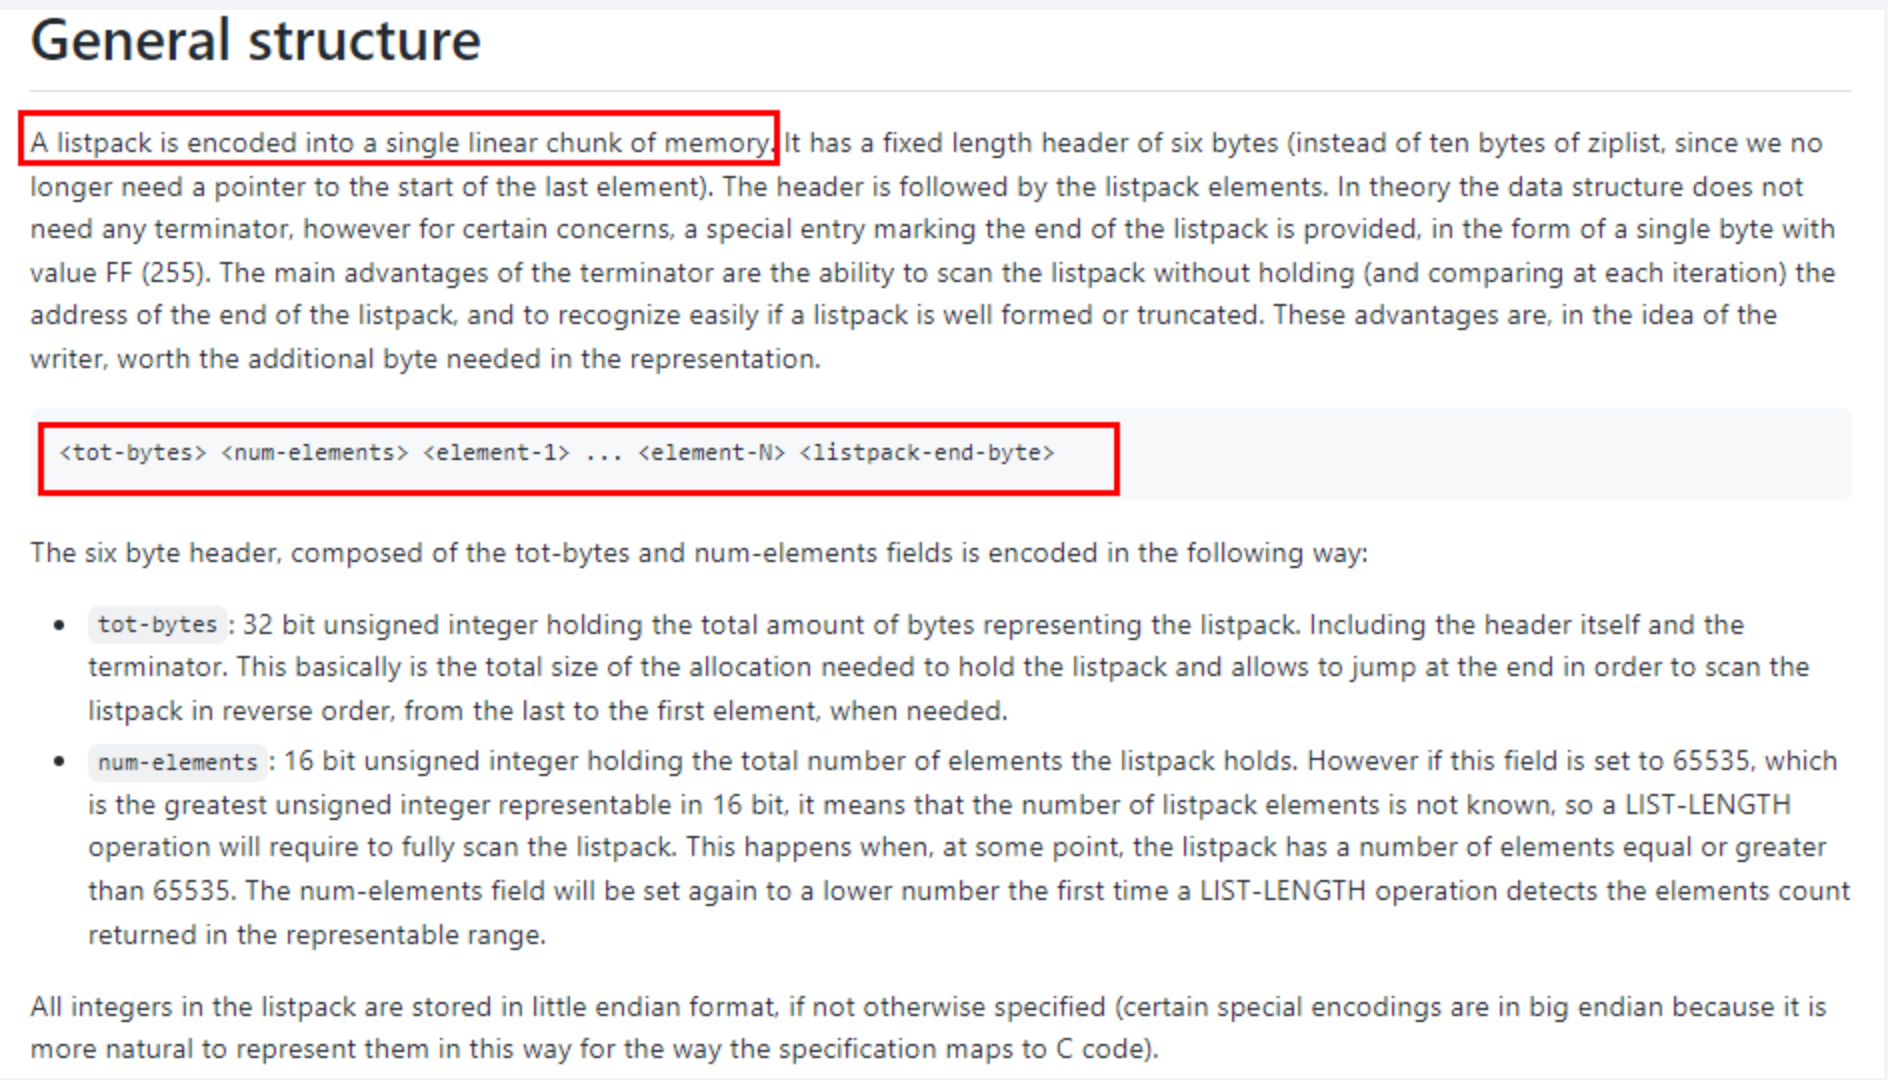 General structure
A listpack is encoded into a single linear chunk of memory. It has a fixed length header of six bytes (instead of ten bytes of ziplist, since we no
longer need a pointer to the start of the last element). The header is followed by the listpack elements. In theory the data structure does not
need any terminator, however for certain concerns, a special entry marking the end of the listpack is provided, in the form of a single byte with
value FF (255). The main advantages of the terminator are the ability to scan the listpack without holding (and comparing at each iteration) the
address of the end of the listpack, and to recognize easily if a listpack is well formed or truncated. These advantages are, in the idea of the
writer, worth the additional byte needed in the representation.
<tot-bytes> <num-elements> <element-1> ... <element-N> <listpack-end-byte>
The six byte header, composed of the tot-bytes and num-elements fields is encoded in the following way:
• tot-bytes : 32 bit unsigned integer holding the total amount of bytes representing the listpack. Including the header itself and the
terminator. This basically is the total size of the allocation needed to hold the listpack and allows to jump at the end in order to scan the
listpack in reverse order, from the last to the first element, when needed.
• num-elements : 16 bit unsigned integer holding the total number of elements the listpack holds. However if this field is set to 65535, which
is the greatest unsigned integer representable in 16 bit, it means that the number of listpack elements is not known, so a LIST-LENGTH
operation will require to fully scan the listpack. This happens when, at some point, the listpack has a number of elements equal or greater
than 65535. The num-elements field will be set again to a lower number the first time a LIST-LENGTH operation detects the elements count
returned in the representable range.
All integers in the listpack are stored in little endian format, if not otherwise specified (certain special encodings are in big endian because it is
more natural to represent them in this way for the way the specification maps to C code).